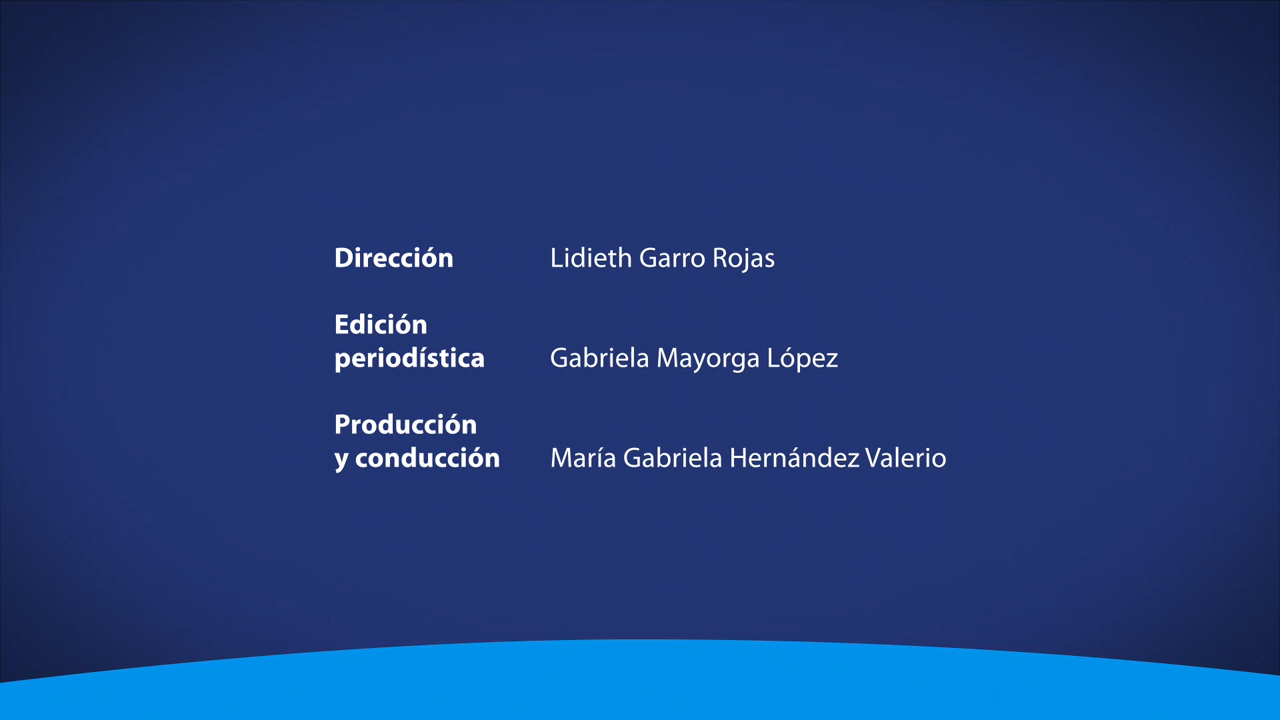 Dirección Lidieth Garro Rojas
Edición
periodística Gabriela Mayorga López
Producción
y conducción María Gabriela Hernández Valerio